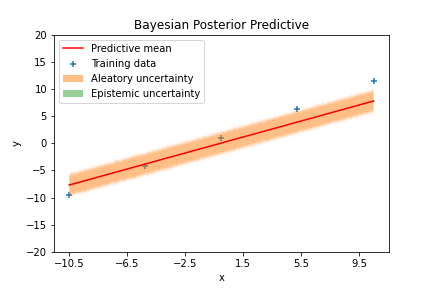 Bayesian Posterior Predictive
Predictive mean
Training data
Aleatory uncertainty
Epistemic uncertainty
20
15
10
5
0
−5
−10
−15
−20
y
−10.5 −6.5 −2.5 1.5 5.5 9.5
x